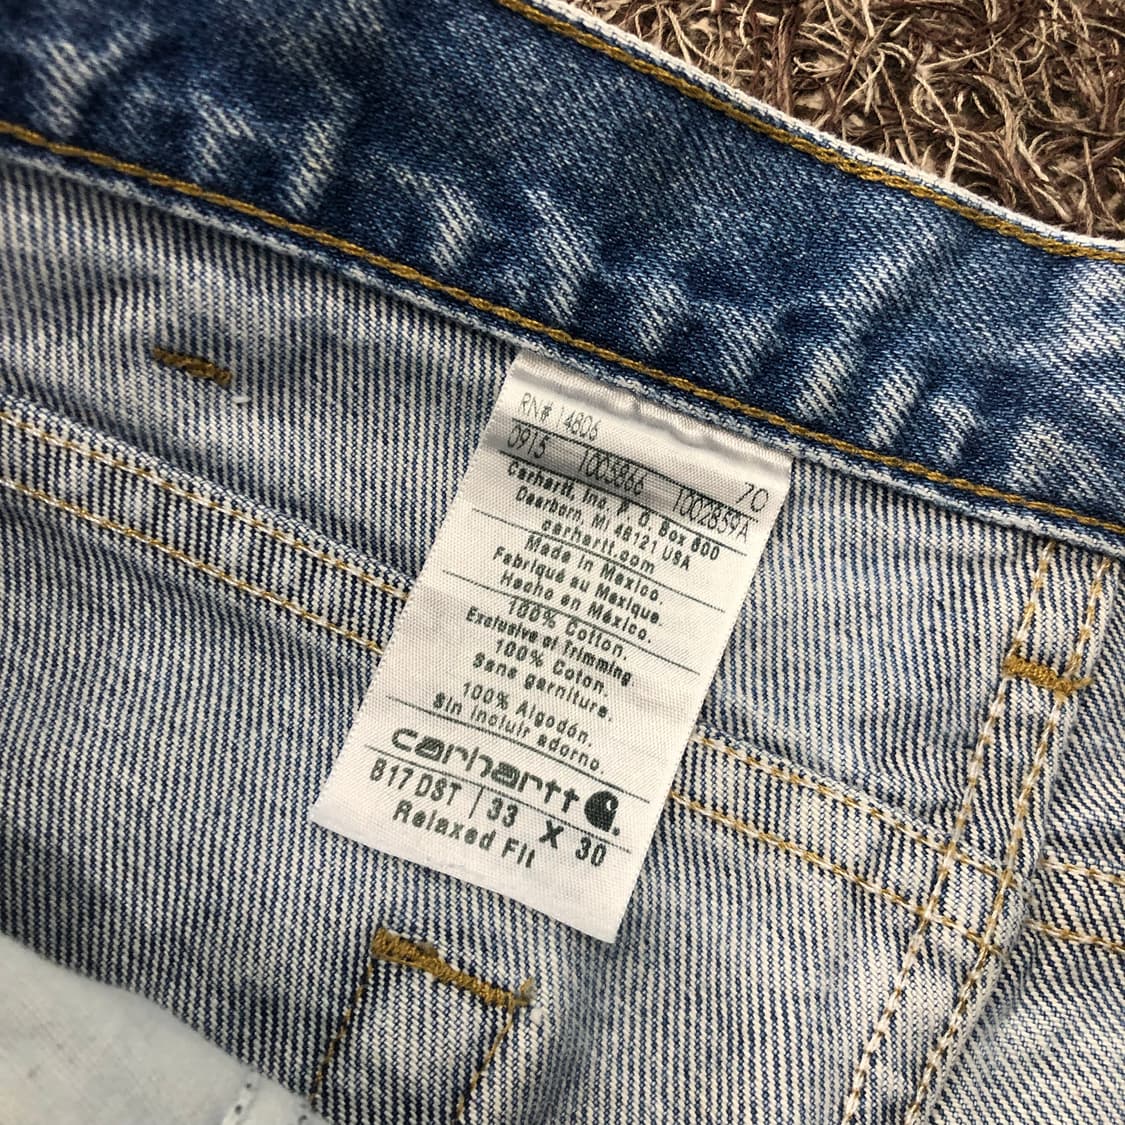 RN# 14806
0915 1005866 70
1002859A
Carhartt, Inc. P. O. Box 600
Dearborn, MI 48121 USA
carhartt.com
Made in Mexico.
Fabriqué au Mexique.
Hecho en México.
100% Cotton.
Exclusive of Trimming.
100% Coton.
Sans garniture.
100% Algodón.
Sin incluir adorno.
carhartt
B17 DST | 33 X 30
Relaxed Fit